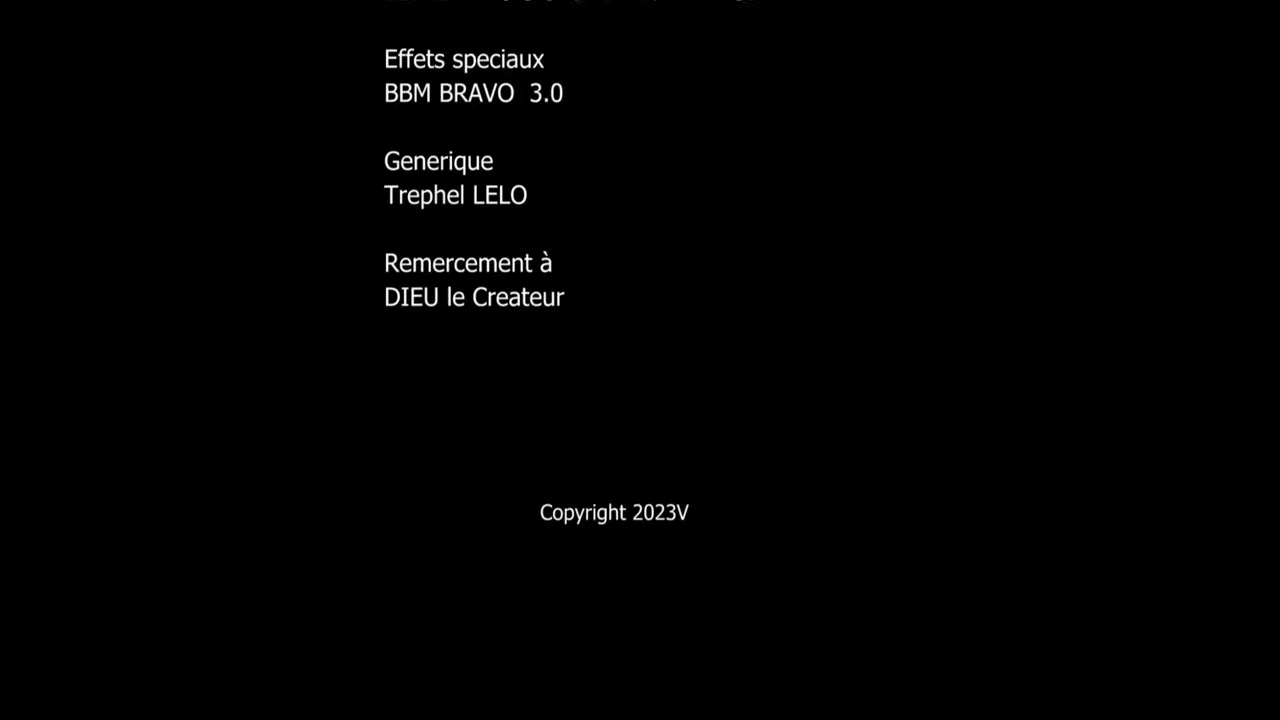 Effets speciaux
BBM BRAVO  3.0
Generique
Trephel LELO
Remercement à
DIEU le Createur
Copyright 2023V